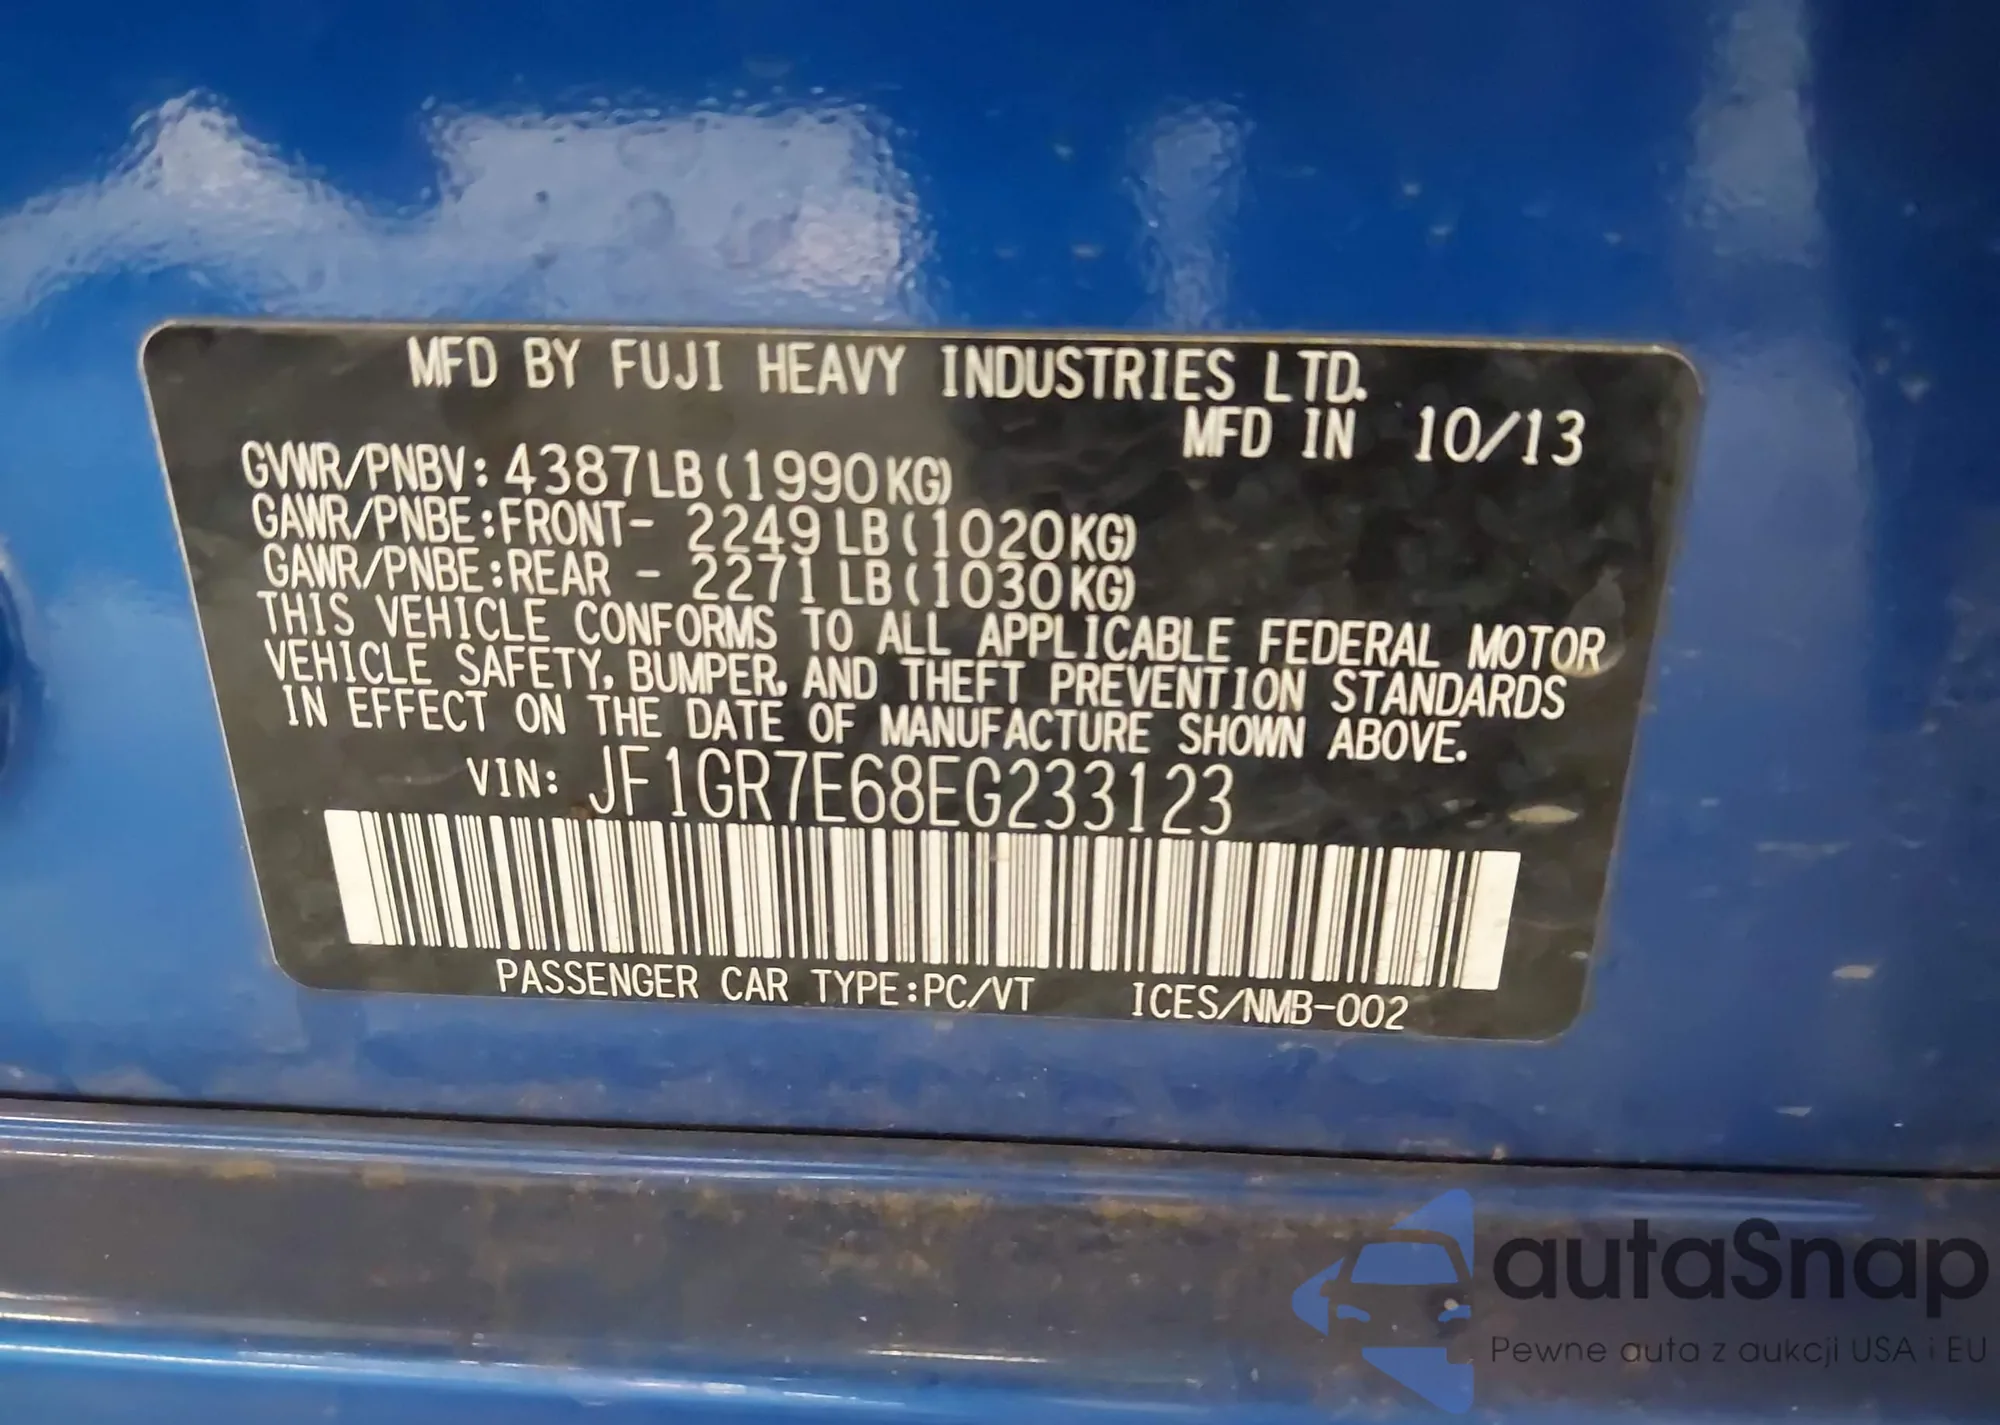 MFD BY FUJI HEAVY INDUSTRIES LTD.
MFD IN 10/13
GVWR/PNBV: 4387LB(1990KG)
GAWR/PNBE:FRONT- 2249LB(1020KG)
GAWR/PNBE:REAR - 2271LB(1030KG)
THIS VEHICLE CONFORMS TO ALL APPLICABLE FEDERAL MOTOR
VEHICLE SAFETY, BUMPER, AND THEFT PREVENTION STANDARDS
IN EFFECT ON THE DATE OF MANUFACTURE SHOWN ABOVE.
VIN: JF1GR7E68EG233123
PASSENGER CAR TYPE:PC/VT ICES/NMB-002
autaSnap
Pewne auta z aukcji USA i EU